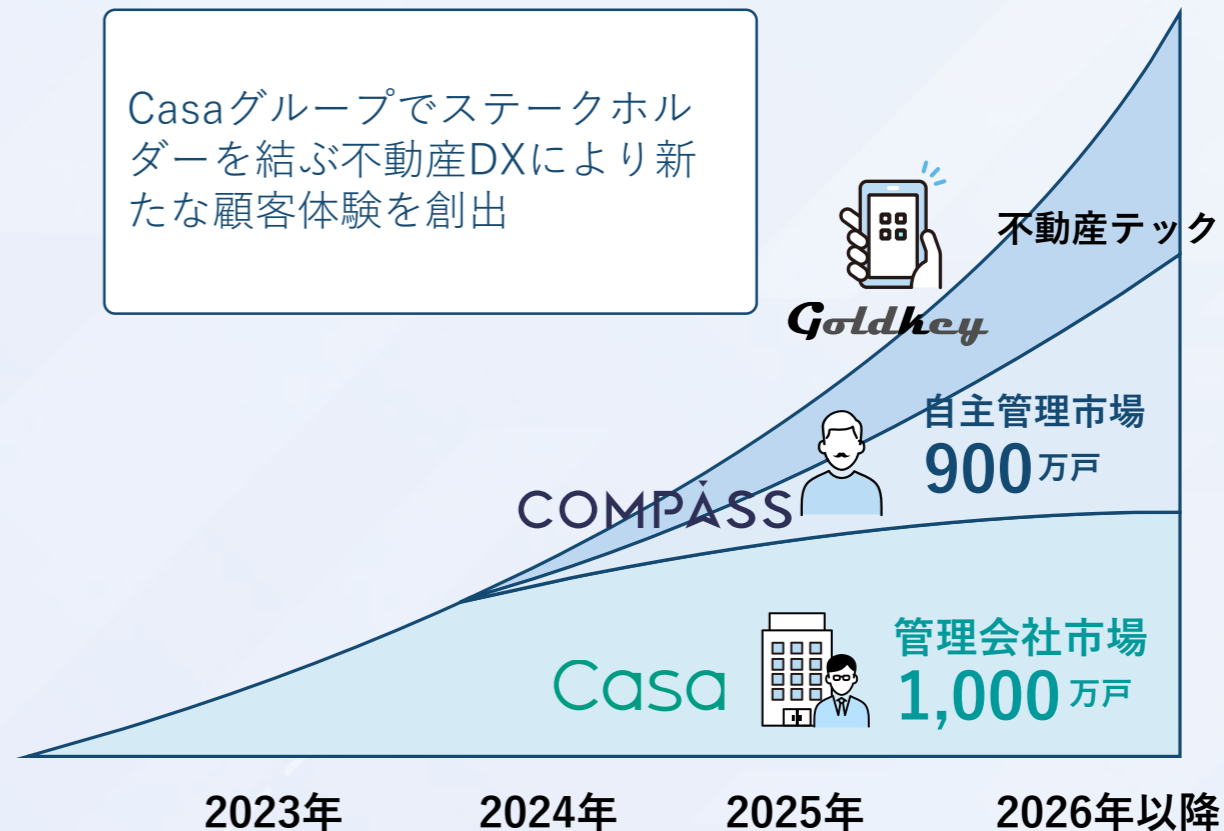 Casaグループでステークホル
ダーを結ぶ不動産DXにより新
たな顧客体験を創出
不動産テック
Goldkey
自主管理市場
900万戸
COMPASS
管理会社市場
Casa
1,000万戸
2023年 2024年 2025年 2026年以降